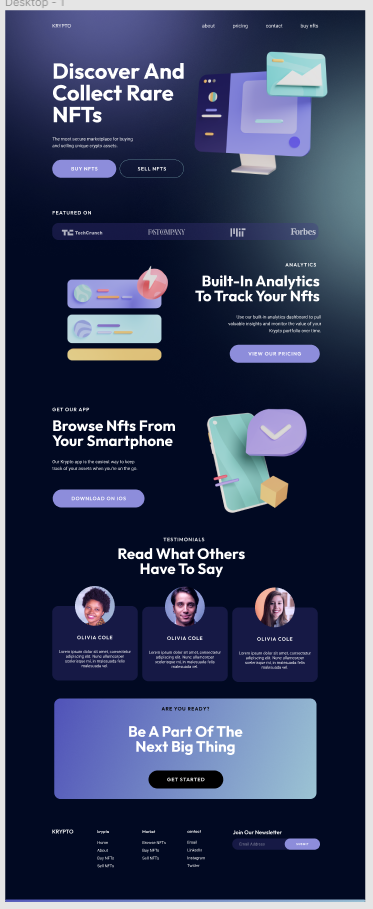 Desktop - 1
KRYPTO
about
pricing
contact
buy nfts
Discover And
Collect Rare
NFTs
The most secure marketplace for buying
and selling unique crypto assets.
BUY NFTS
SELL NFTS
FEATURED ON
TechCrunch
FAST COMPANY
MIT
Forbes
ANALYTICS
Built-In Analytics
To Track Your Nfts
Use our built-in analytics dashboard to pull
valuable insights and monitor the value of your
Krypto portfolio over time.
VIEW OUR PRICING
GET OUR APP
Browse Nfts From
Your Smartphone
Our Krypto app is the easiest way to keep
track of your assets when you're on the go.
DOWNLOAD ON IOS
TESTIMONIALS
Read What Others
Have To Say
OLIVIA COLE
Lorem ipsum dolor sit amet, consectetur
adipiscing elit. Nunc ullamcorper
scelerisque mi, in malesuada felis
malesuada vel.
OLIVIA COLE
Lorem ipsum dolor sit amet, consectetur
adipiscing elit. Nunc ullamcorper
scelerisque mi, in malesuada felis
malesuada vel.
OLIVIA COLE
Lorem ipsum dolor sit amet, consectetur
adipiscing elit. Nunc ullamcorper
scelerisque mi, in malesuada felis
malesuada vel.
ARE YOU READY?
Be A Part Of The
Next Big Thing
GET STARTED
KRYPTO
krypto
Home
About
Buy NFTs
Sell NFTs
Market
Browse NFTs
Buy NFTs
Sell NFTs
contact
Email
Linkedin
Instagram
Twitter
Join Our Newsletter
Email Address
SUBMIT